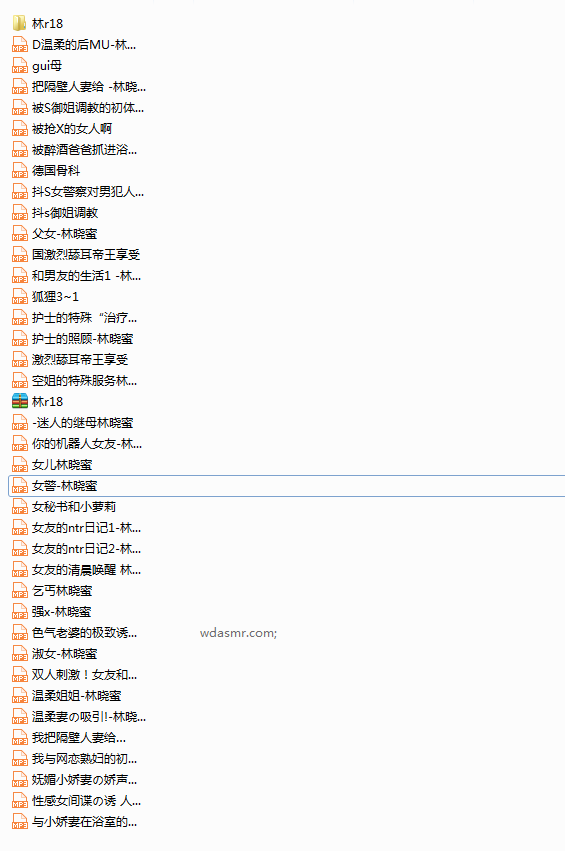 林r18
D温柔的后MU-林...
gui母
把隔壁人妻给 -林晓...
被S御姐调教的初体...
被抢X的女人啊
被醉酒爸爸抓进浴...
德国骨科
抖S女警察对男犯人...
抖s御姐调教
父女-林晓蜜
国激烈舔耳帝王享受
和男友的生活1 -林...
狐狸3~1
护士的特殊“治疗...
护士的照顾-林晓蜜
激烈舔耳帝王享受
空姐的特殊服务林...
林r18
-迷人的继母林晓蜜
你的机器人女友-林...
女儿林晓蜜
女警-林晓蜜
女秘书和小萝莉
女友的ntr日记1-林...
女友的ntr日记2-林...
女友的清晨唤醒 林...
乞丐林晓蜜
强x-林晓蜜
色气老婆的极致诱...
wdasmr.com;
淑女-林晓蜜
双人刺激！女友和...
温柔姐姐-林晓蜜
温柔妻の吸引!-林晓...
我把隔壁人妻给...
我与网恋熟妇的初...
妩媚小娇妻の娇声...
性感女间谍の诱 人...
与小娇妻在浴室的...